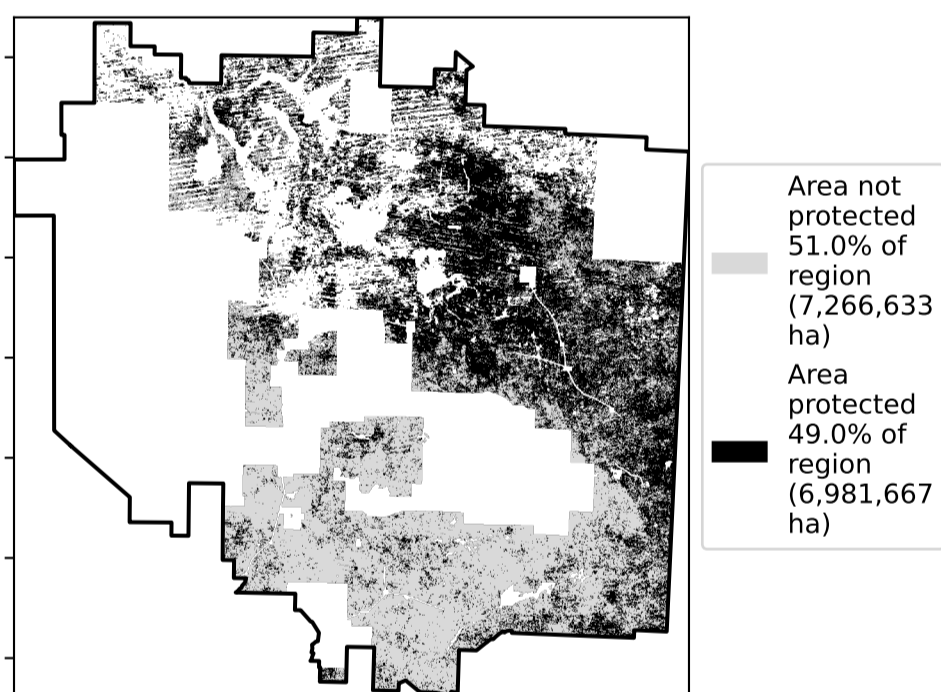 Area not
protected
51.0% of
region
(7,266,633
ha)
Area
protected
49.0% of
region
(6,981,667
ha)